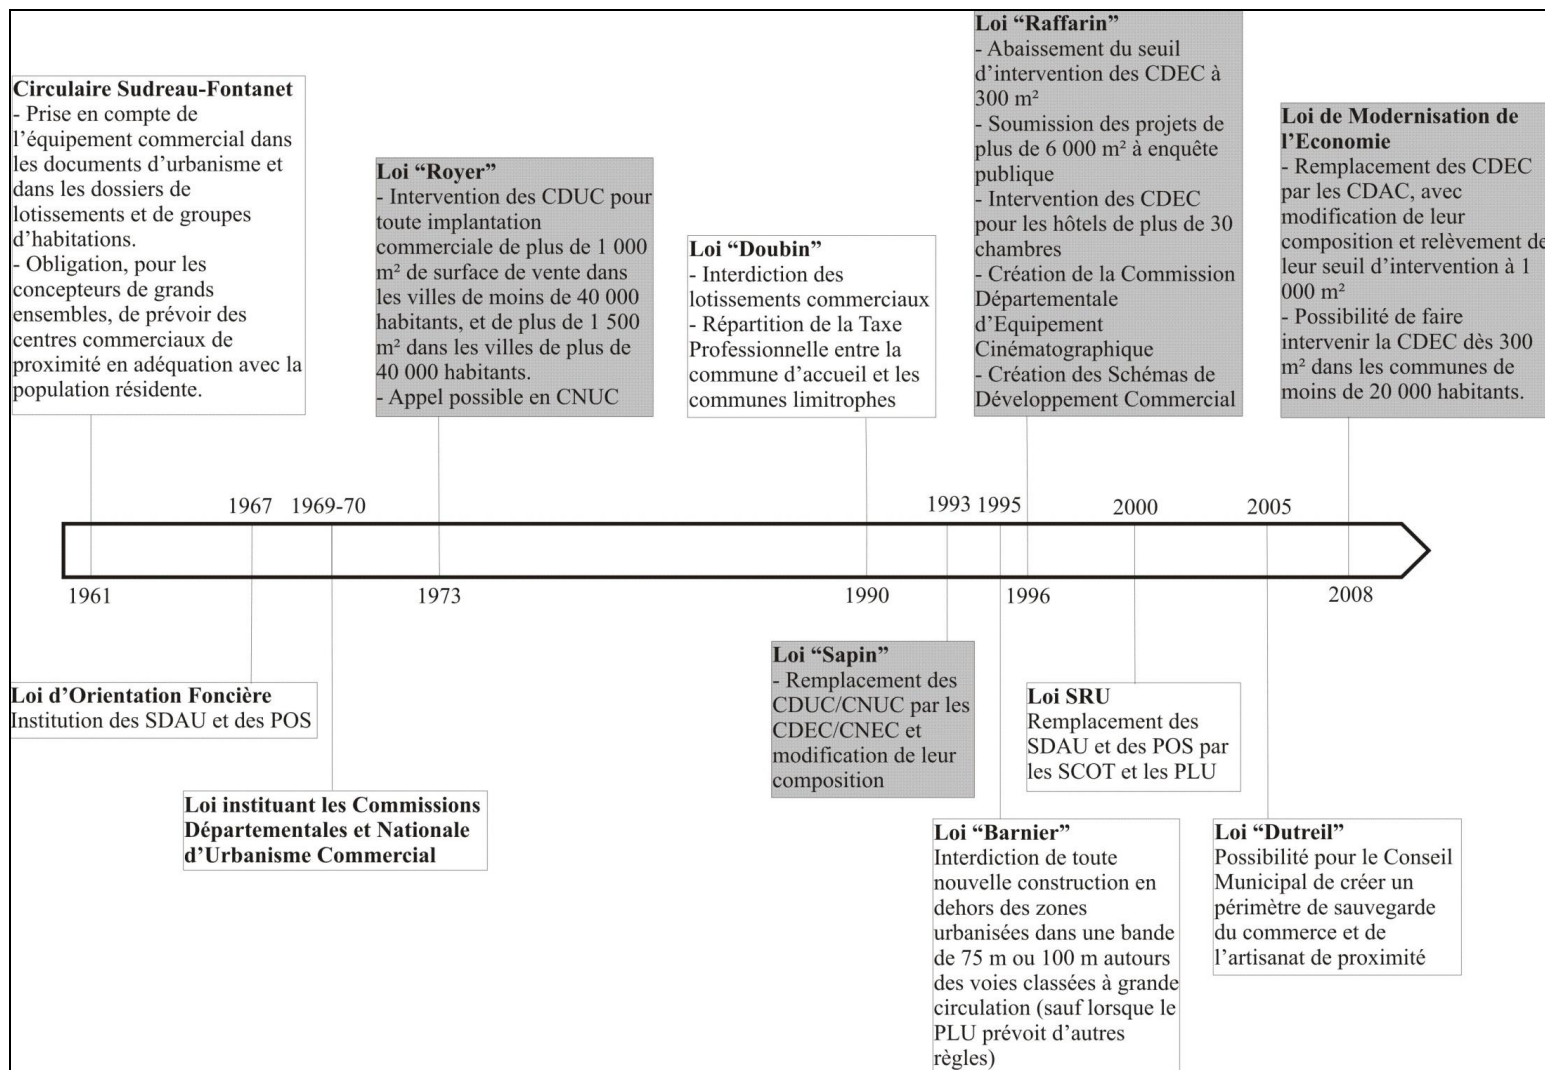 Circulaire Sudreau-Fontanet
- Prise en compte de
l’équipement commercial dans
les documents d’urbanisme et
dans les dossiers de
lotissements et de groupes
d’habitations.
- Obligation, pour les
concepteurs de grands
ensembles, de prévoir des
centres commerciaux de
proximité en adéquation avec la
population résidente.
Loi “Royer”
- Intervention des CDUC pour
toute implantation
commerciale de plus de 1 000
m² de surface de vente dans
les villes de moins de 40 000
habitants, et de plus de 1 500
m² dans les villes de plus de
40 000 habitants.
- Appel possible en CNUC
Loi “Doubin”
- Interdiction des
lotissements commerciaux
- Répartition de la Taxe
Professionnelle entre la
commune d’accueil et les
communes limitrophes
Loi “Raffarin”
- Abaissement du seuil
d’intervention des CDEC à
300 m²
- Soumission des projets de
plus de 6 000 m² à enquête
publique
- Intervention des CDEC
pour les hôtels de plus de 30
chambres
- Création de la Commission
Départementale
d’Equipement
Cinématographique
- Création des Schémas de
Développement Commercial
Loi de Modernisation de
l’Economie
- Remplacement des CDEC
par les CDAC, avec
modification de leur
composition et relèvement de
leur seuil d’intervention à 1
000 m²
- Possibilité de faire
intervenir la CDEC dès 300
m² dans les communes de
moins de 20 000 habitants.
1967 1969-70 1993 1995 2000 2005
1961 1973 1990 1996 2008
Loi d’Orientation Foncière
Institution des SDAU et des POS
Loi instituant les Commissions
Départementales et Nationale
d’Urbanisme Commercial
Loi “Sapin”
- Remplacement des
CDUC/CNUC par les
CDEC/CNEC et
modification de leur
composition
Loi “Barnier”
Interdiction de toute
nouvelle construction en
dehors des zones
urbanisées dans une bande
de 75 m ou 100 m autours
des voies classées à grande
circulation (sauf lorsque le
PLU prévoit d’autres
règles)
Loi SRU
Remplacement des
SDAU et des POS par
les SCOT et les PLU
Loi “Dutreil”
Possibilité pour le Conseil
Municipal de créer un
périmètre de sauvegarde
du commerce et de
l’artisanat de proximité